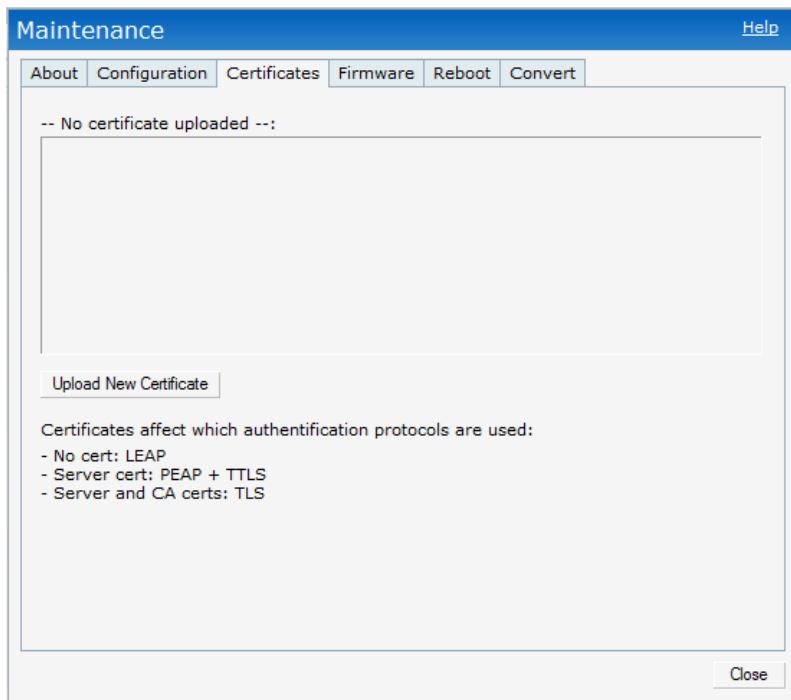 Maintenance
Help
About Configuration Certificates Firmware Reboot Convert
-- No certificate uploaded --:
Upload New Certificate
Certificates affect which authentification protocols are used:
- No cert: LEAP
- Server cert: PEAP + TTLS
- Server and CA certs: TLS
Close